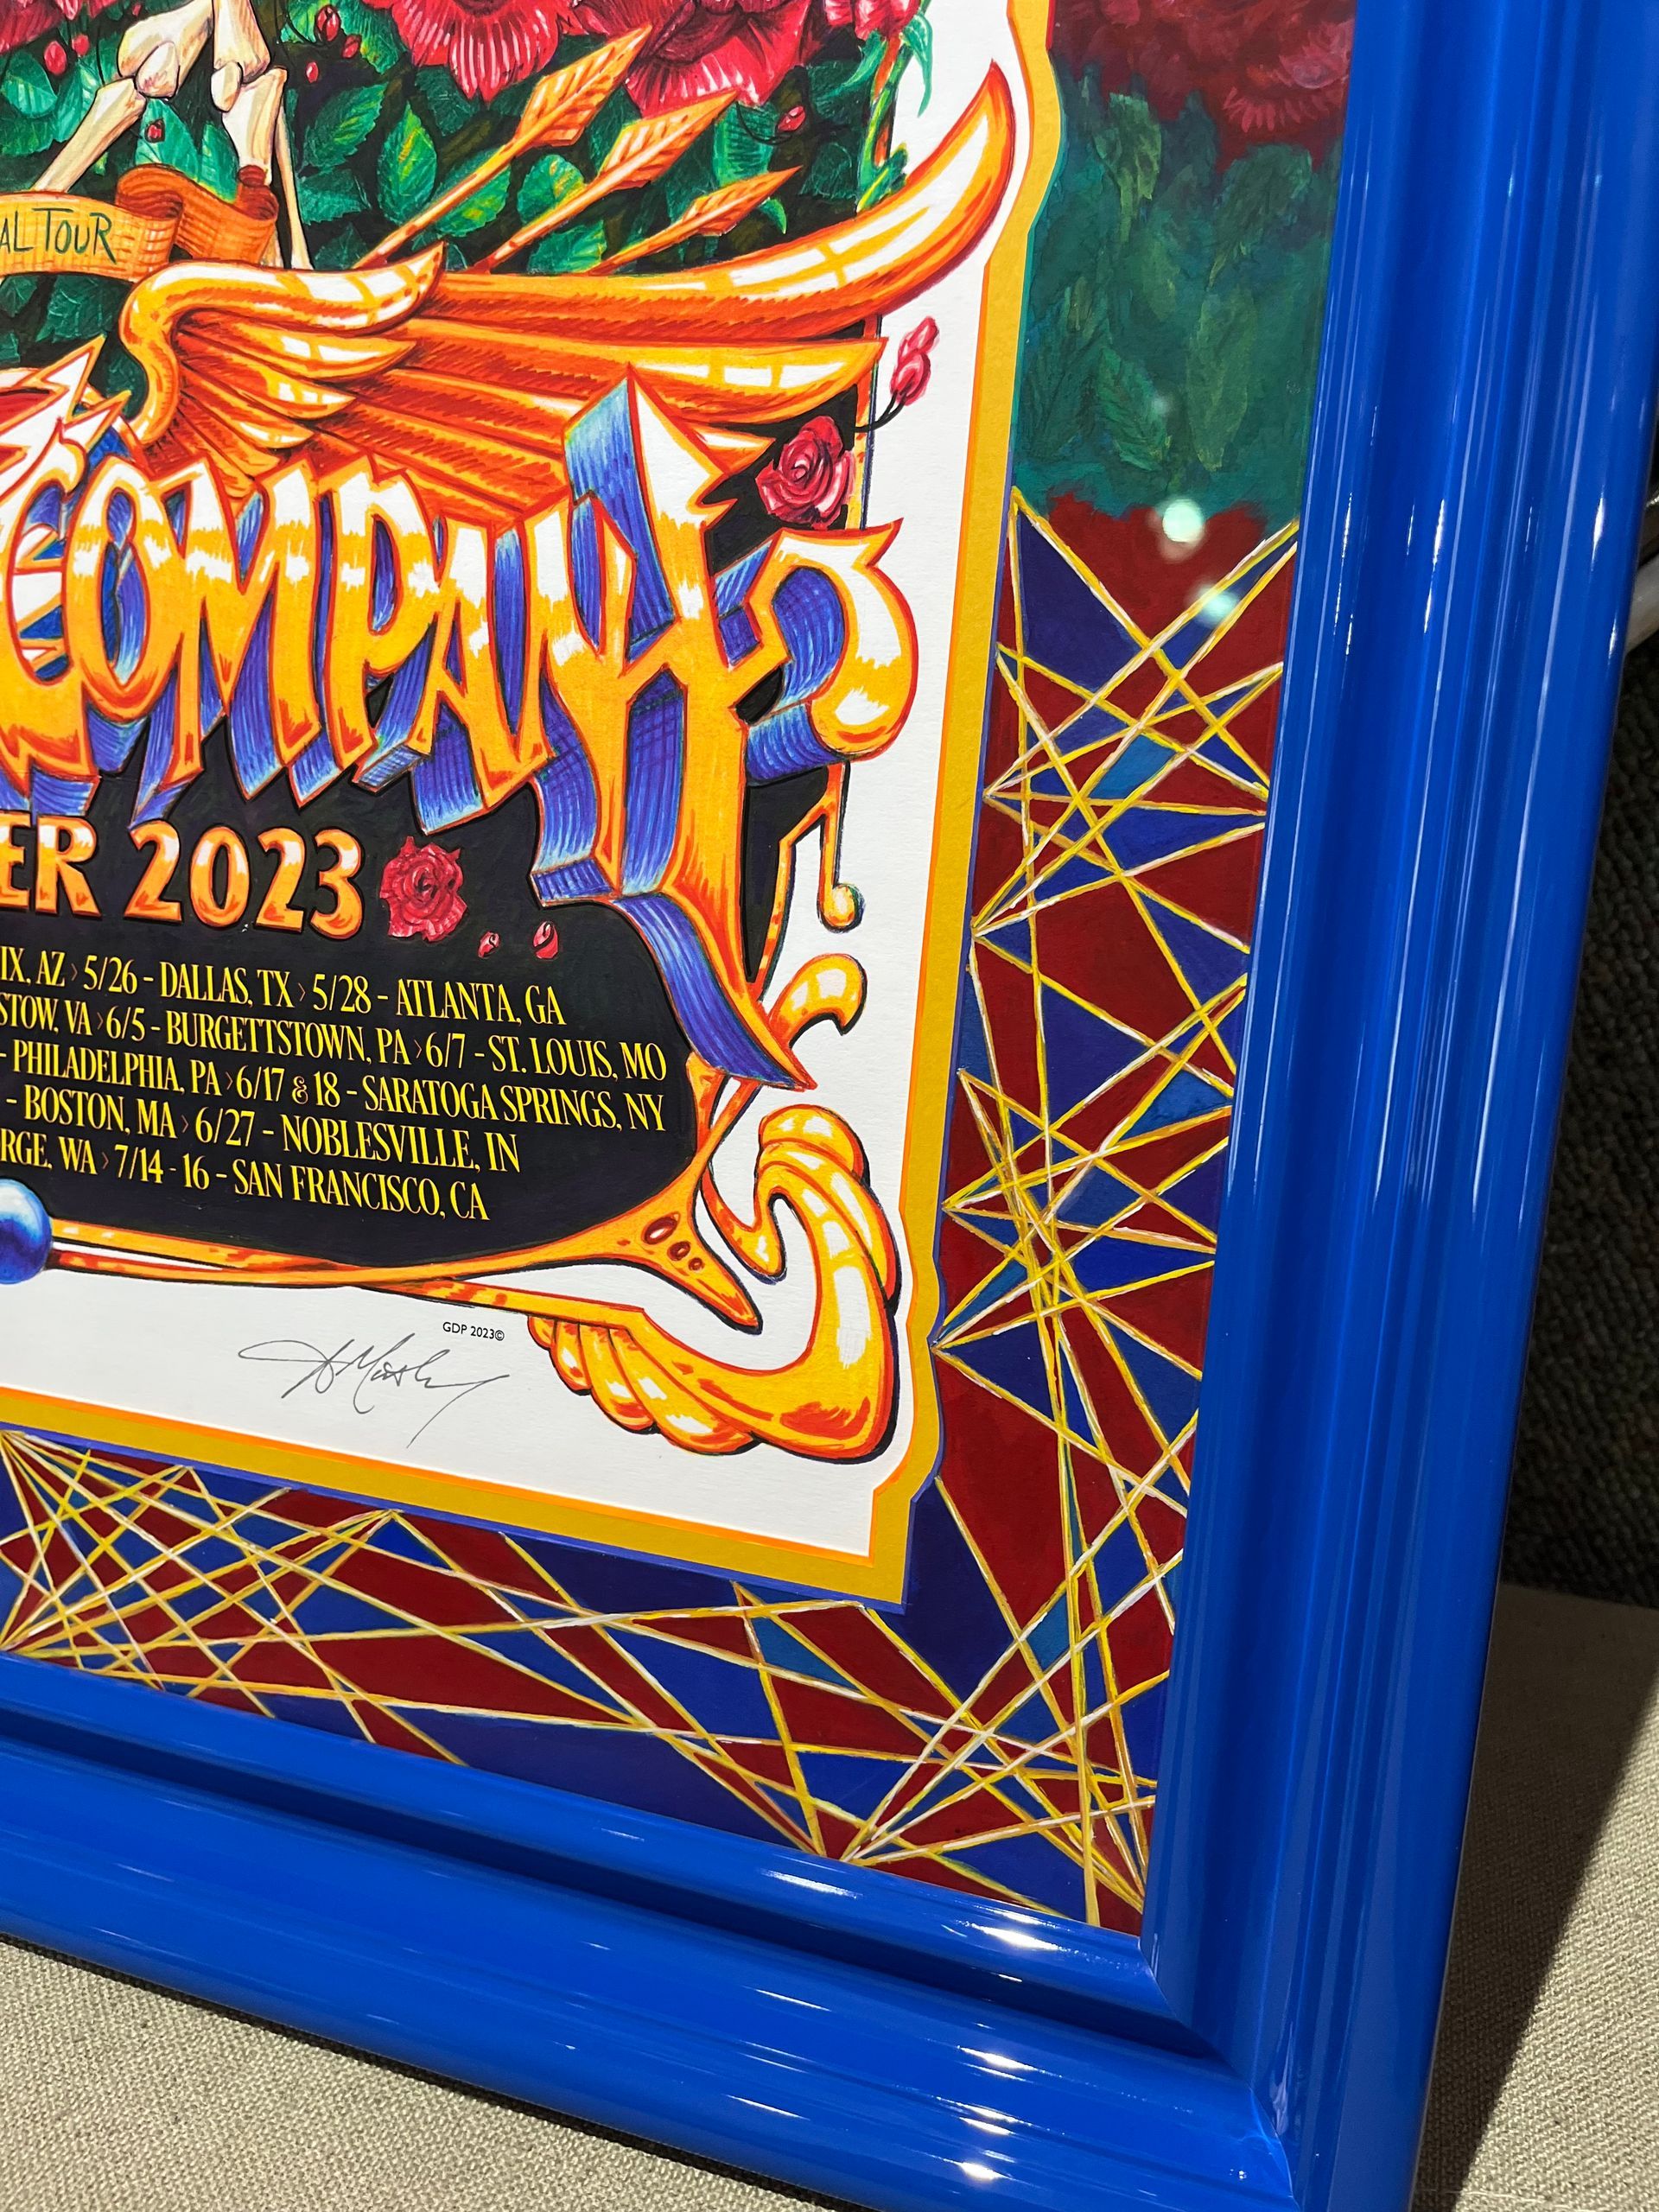 AL TOUR
COMPANY
ER 2023
IX, AZ › 5/26 - DALLAS, TX › 5/28 - ATLANTA, GA
STOW, VA › 6/5 - BURGETTSTOWN, PA › 6/7 - ST. LOUIS, MO
- PHILADELPHIA, PA › 6/17 & 18 - SARATOGA SPRINGS, NY
- BOSTON, MA › 6/27 - NOBLESVILLE, IN
RGE, WA › 7/14 - 16 - SAN FRANCISCO, CA
GDP 2023©